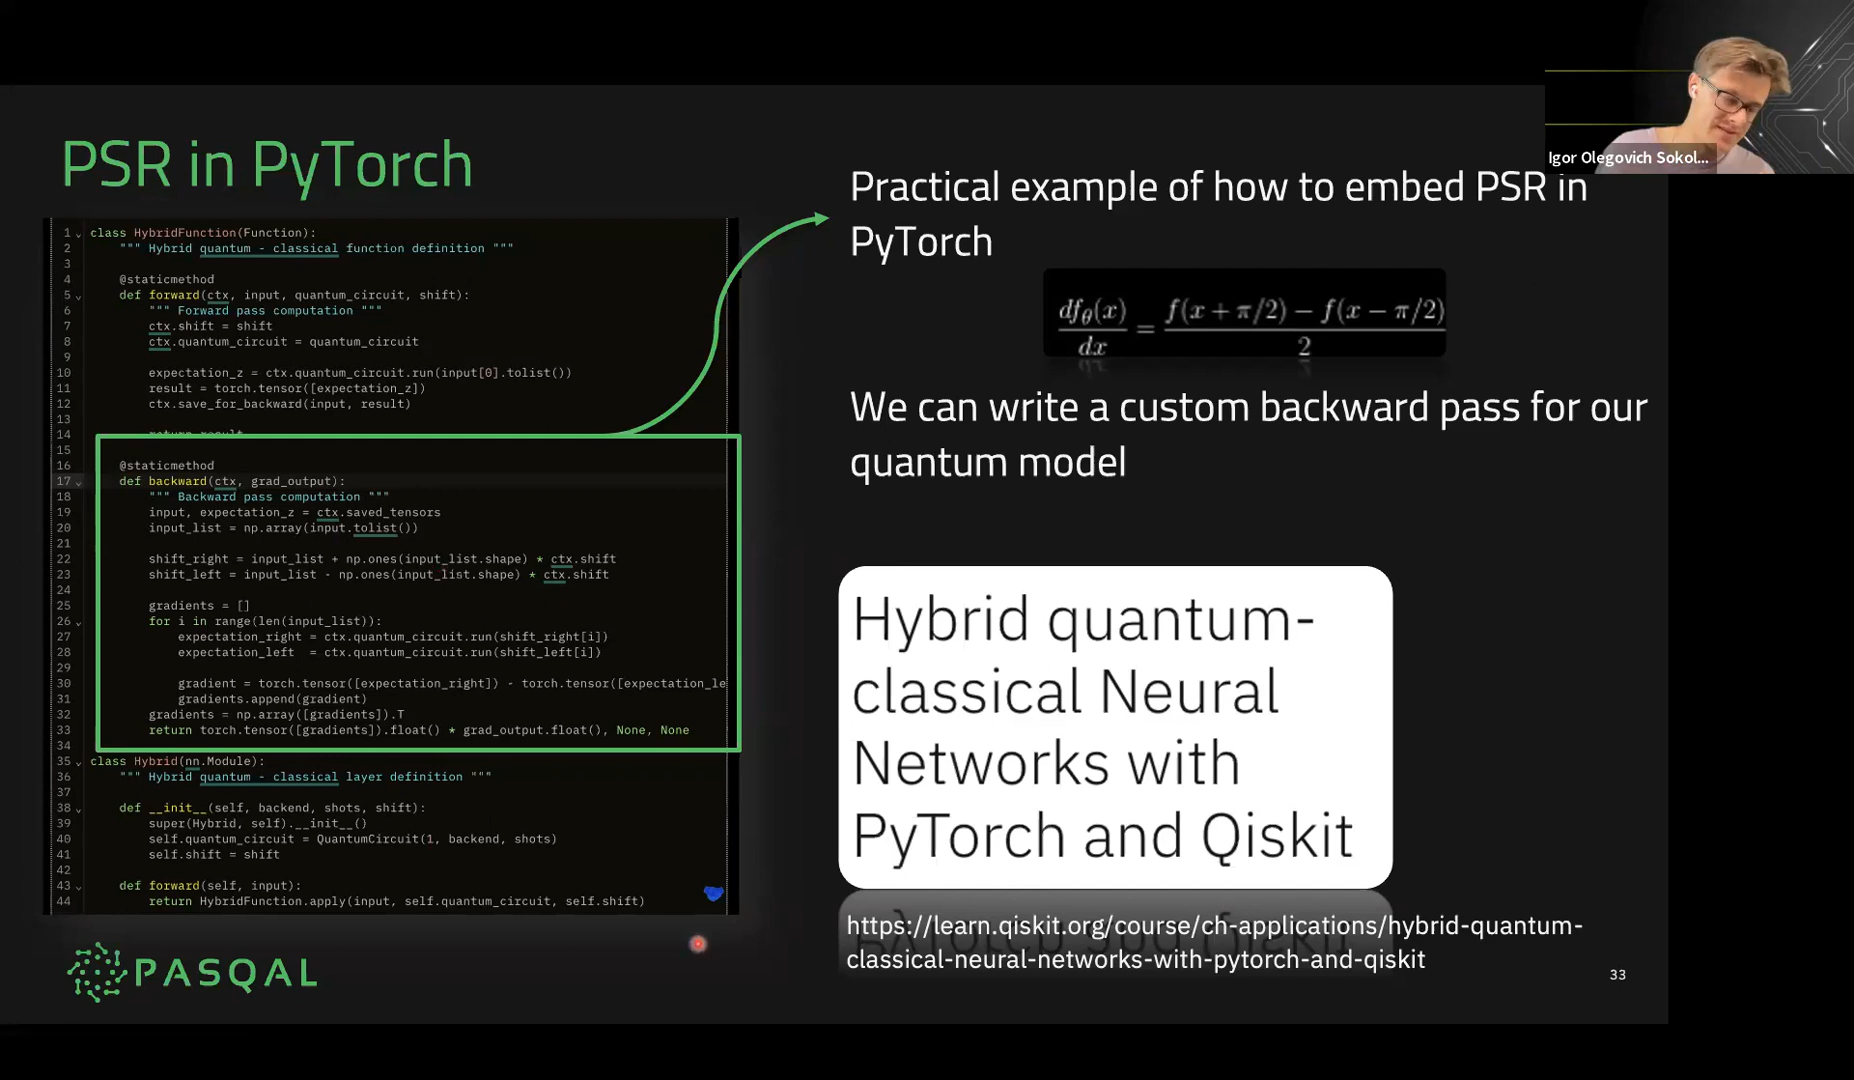 Igor Olegovich Sokol...
PSR in PyTorch
1 class HybridFunction(Function):
2 """ Hybrid quantum - classical function definition """
3
4 @staticmethod
5 def forward(ctx, input, quantum_circuit, shift):
6 """ Forward pass computation """
7 ctx.shift = shift
8 ctx.quantum_circuit = quantum_circuit
9
10 expectation_z = ctx.quantum_circuit.run(input[0].tolist())
11 result = torch.tensor([expectation_z])
12 ctx.save_for_backward(input, result)
13
14 return result
15
16 @staticmethod
17 def backward(ctx, grad_output):
18 """ Backward pass computation """
19 input, expectation_z = ctx.saved_tensors
20 input_list = np.array(input.tolist())
21
22 shift_right = input_list + np.ones(input_list.shape) * ctx.shift
23 shift_left = input_list - np.ones(input_list.shape) * ctx.shift
24
25 gradients = []
26 for i in range(len(input_list)):
27 expectation_right = ctx.quantum_circuit.run(shift_right[i])
28 expectation_left = ctx.quantum_circuit.run(shift_left[i])
29
30 gradient = torch.tensor([expectation_right]) - torch.tensor([expectation_le
31 gradients.append(gradient)
32 gradients = np.array([gradients]).T
33 return torch.tensor([gradients]).float() * grad_output.float(), None, None
34
35 class Hybrid(nn.Module):
36 """ Hybrid quantum - classical layer definition """
37
38 def __init__(self, backend, shots, shift):
39 super(Hybrid, self).__init__()
40 self.quantum_circuit = QuantumCircuit(1, backend, shots)
41 self.shift = shift
42
43 def forward(self, input):
44 return HybridFunction.apply(input, self.quantum_circuit, self.shift)
Practical example of how to embed PSR in
PyTorch
dfθ(x)/dx = (f(x + π/2) − f(x − π/2))/2
We can write a custom backward pass for our
quantum model
Hybrid quantum-
classical Neural
Networks with
PyTorch and Qiskit
https://learn.qiskit.org/course/ch-applications/hybrid-quantum-
classical-neural-networks-with-pytorch-and-qiskit
PASQAL
33